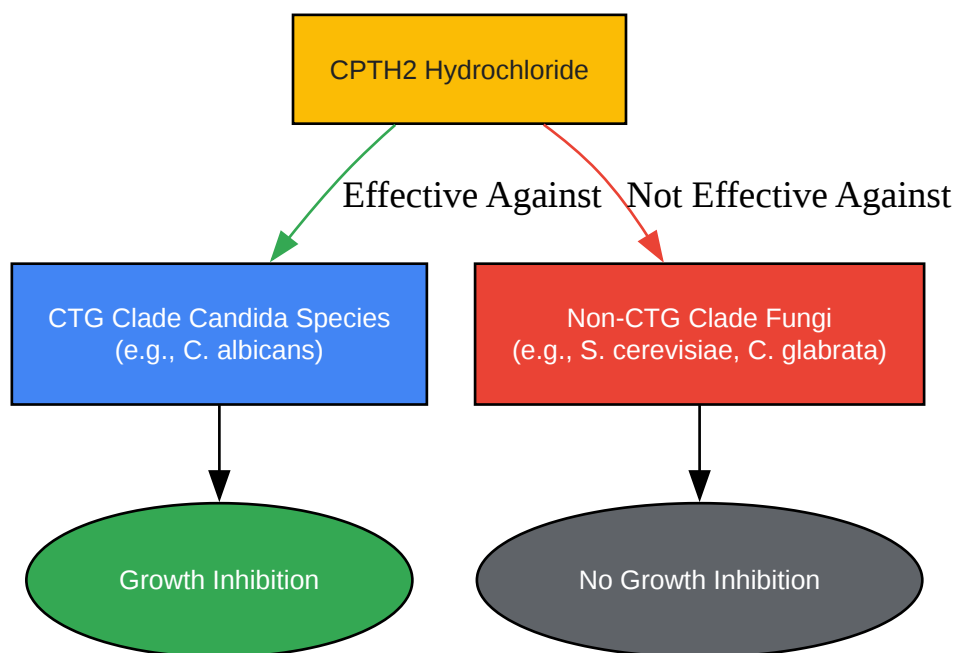 CPTH2 Hydrochloride
Effective Against
Not Effective Against
CTG Clade Candida Species
(e.g., C. albicans)
Non-CTG Clade Fungi
(e.g., S. cerevisiae, C. glabrata)
Growth Inhibition
No Growth Inhibition